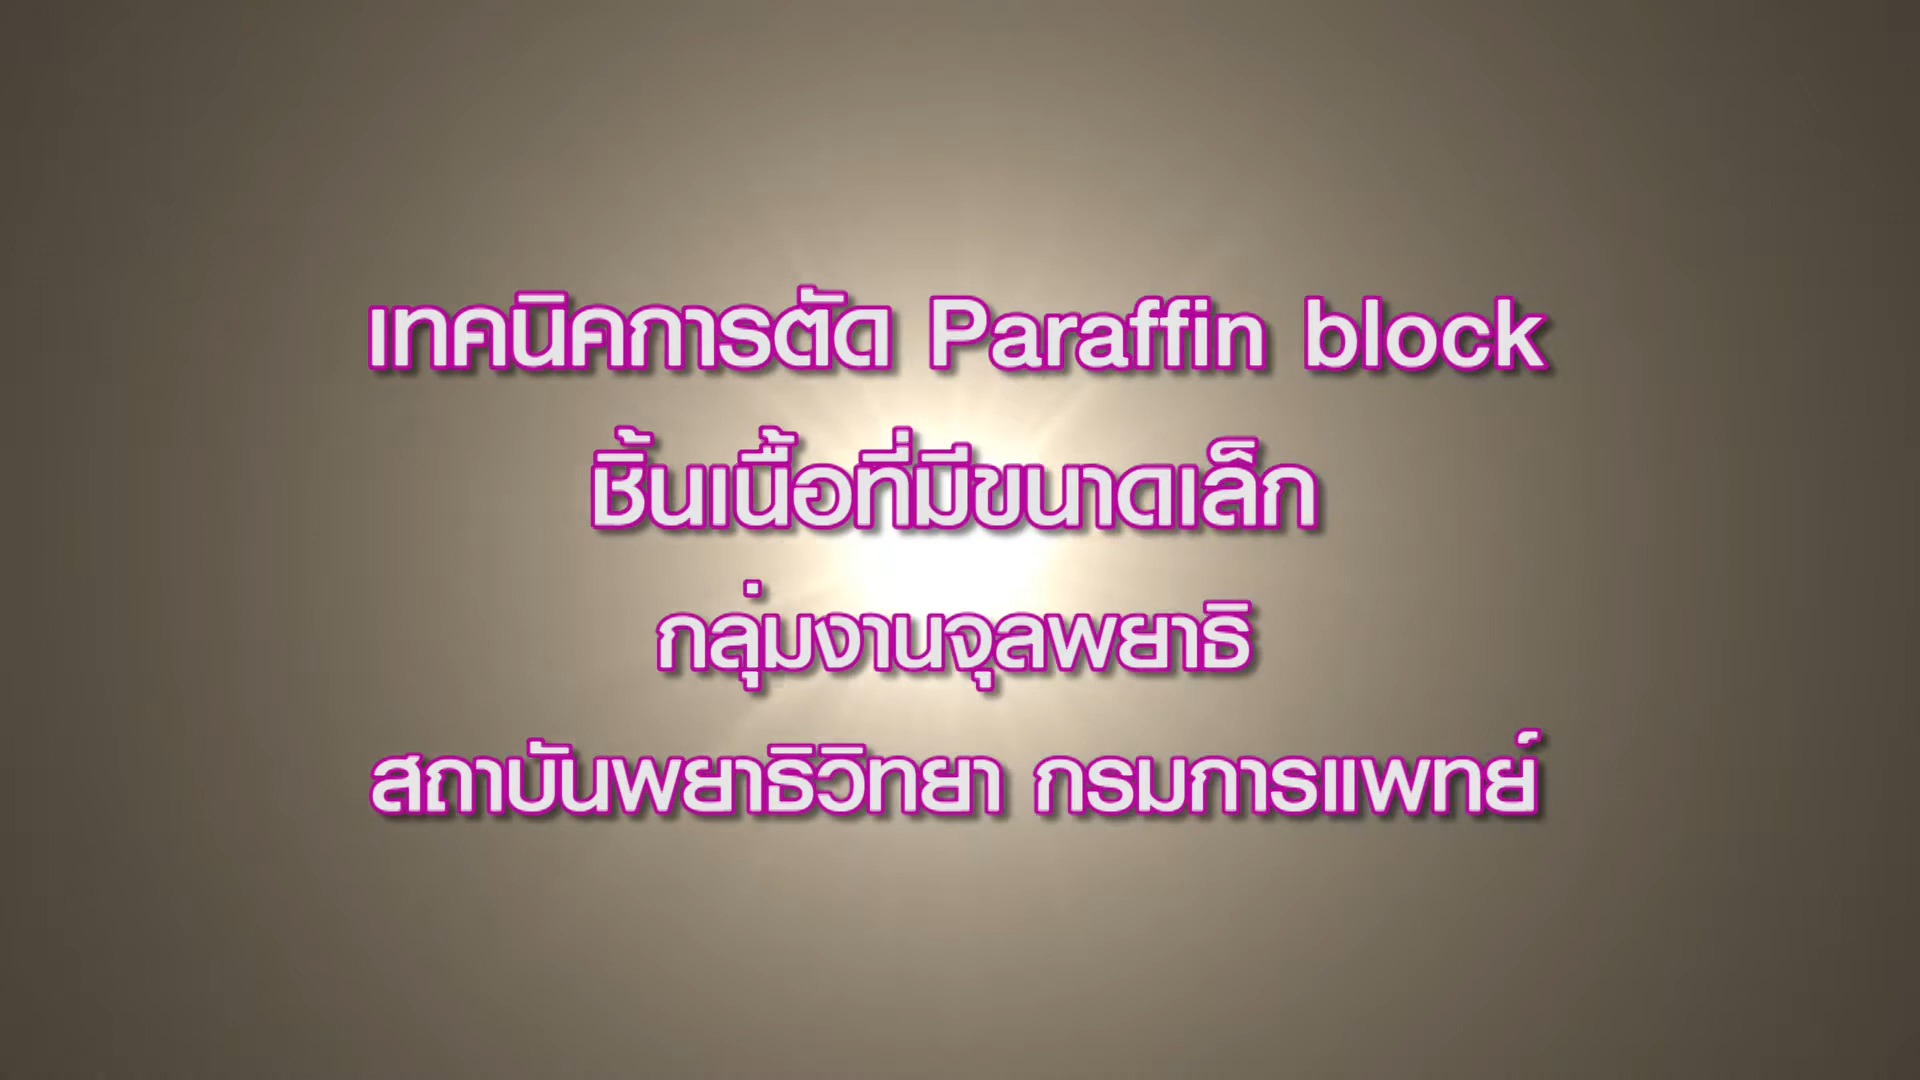 เทคนิคการตัด Paraffin block
ชิ้นเนื้อที่มีขนาดเล็ก
กลุ่มงานจุลพยาธิ
สถาบันพยาธิวิทยา กรมการแพทย์